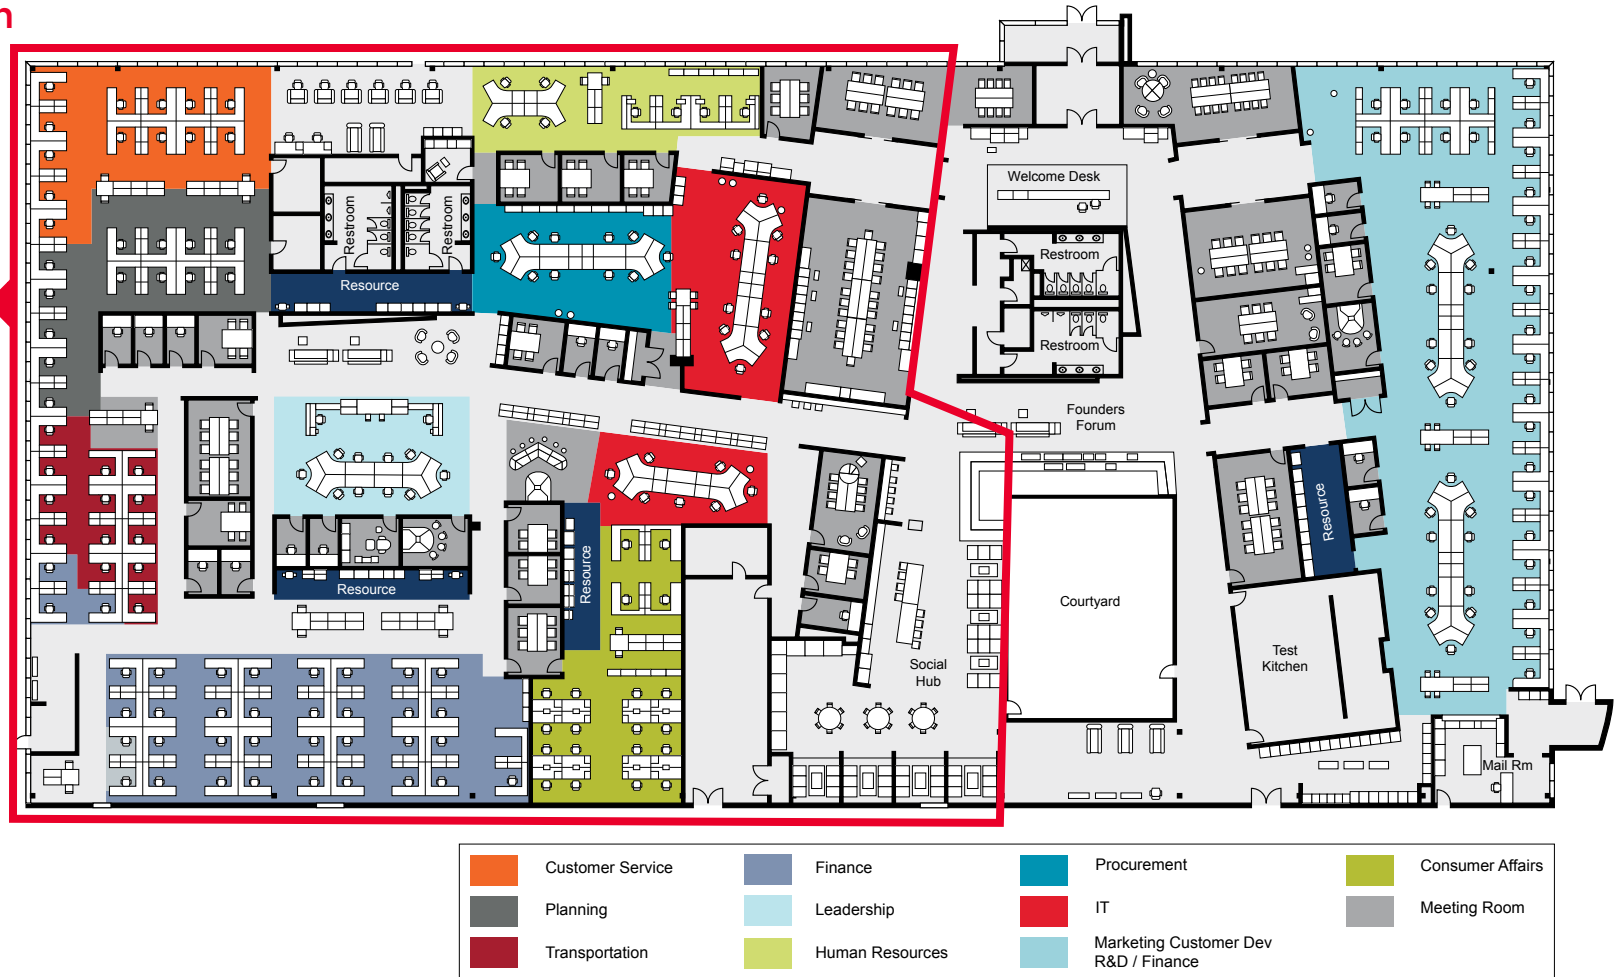 n
Welcome Desk
Restroom
Restroom
Restroom
Resource
Restroom
Founders
Forum
Resource
Resource
Resource
Courtyard
Social
Hub
Test
Kitchen
Mail Rm
Customer Service
Finance
Procurement
Consumer Affairs
Planning
Leadership
IT
Meeting Room
Transportation
Human Resources
Marketing Customer Dev
R&D / Finance